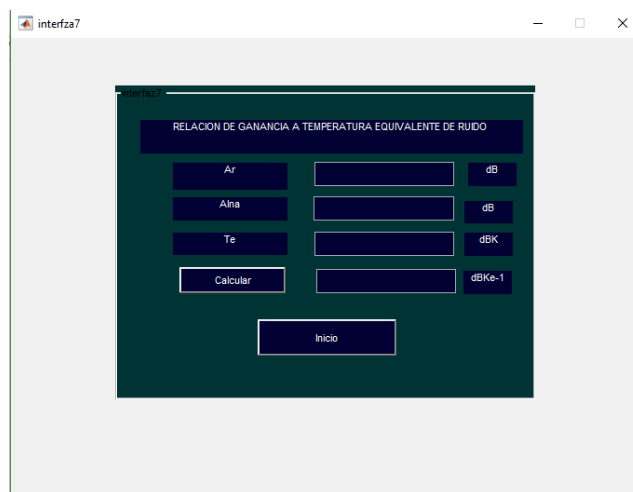 interfza7
interfaz7
RELACION DE GANANCIA A TEMPERATURA EQUIVALENTE DE RUIDO
Ar dB
Alna dB
Te dBK
Calcular dBKe-1
Inicio